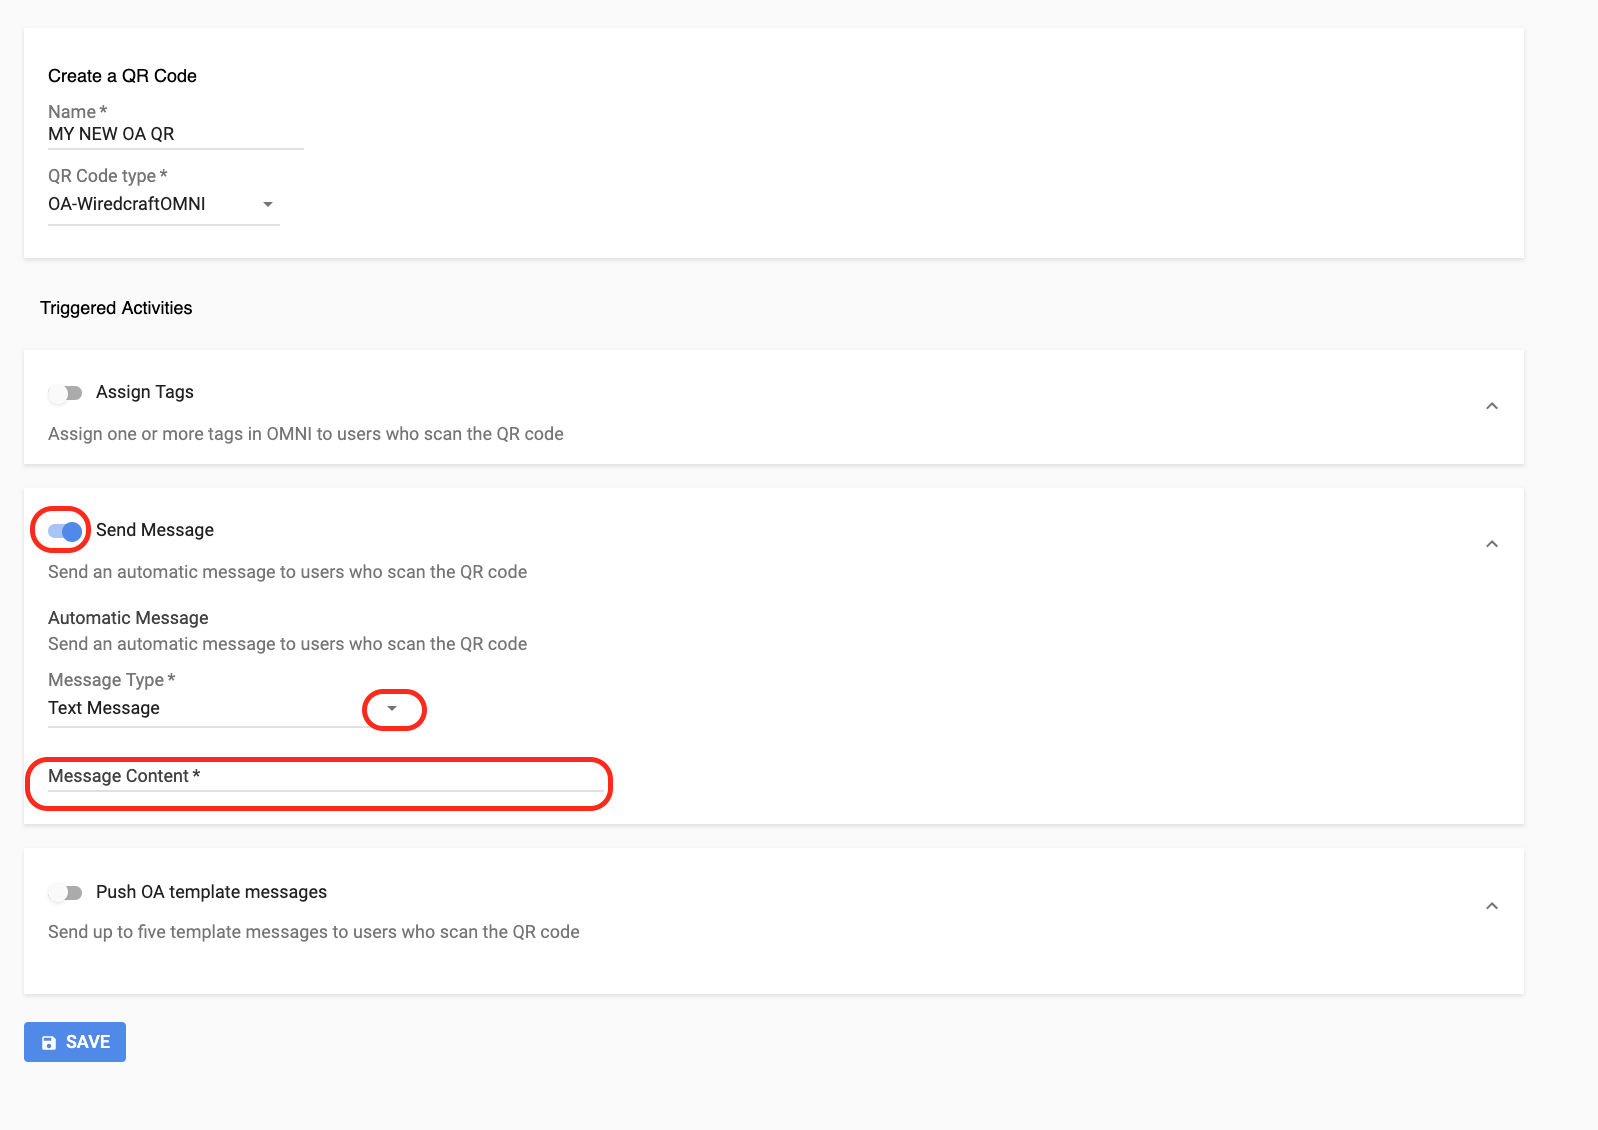 Create a QR Code
Name *
MY NEW OA QR
QR Code type *
OA-WiredcraftOMNI
Triggered Activities
Assign Tags
Assign one or more tags in OMNI to users who scan the QR code
Send Message
Send an automatic message to users who scan the QR code
Automatic Message
Send an automatic message to users who scan the QR code
Message Type *
Text Message
Message Content *
Push OA template messages
Send up to five template messages to users who scan the QR code
SAVE